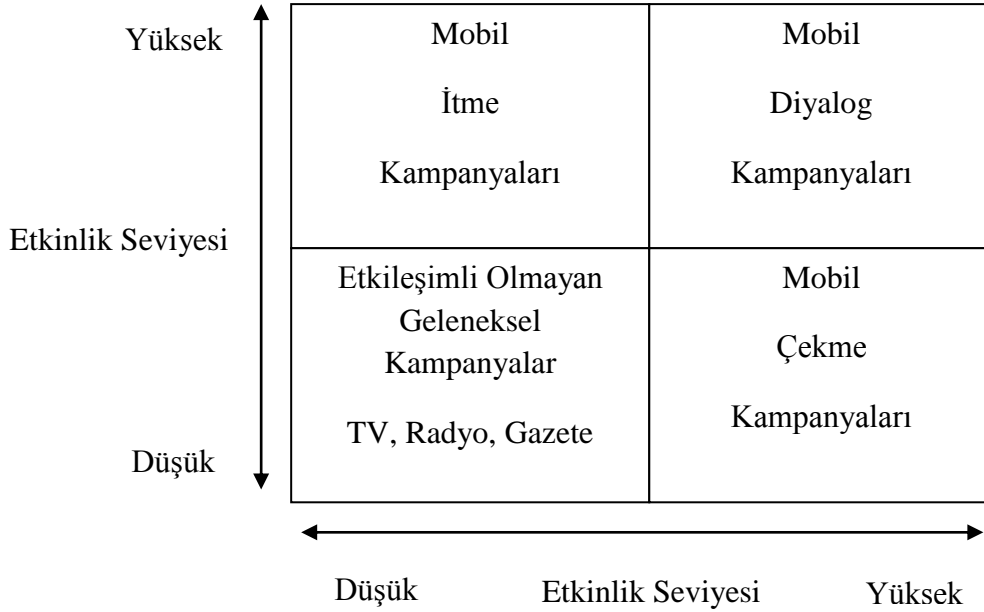 Yüksek
Mobil
İtme
Kampanyaları
Mobil
Diyalog
Kampanyaları
Etkinlik Seviyesi
Etkileşimli Olmayan
Geleneksel
Kampanyalar
TV, Radyo, Gazete
Mobil
Çekme
Kampanyaları
Düşük
Düşük Etkinlik Seviyesi Yüksek